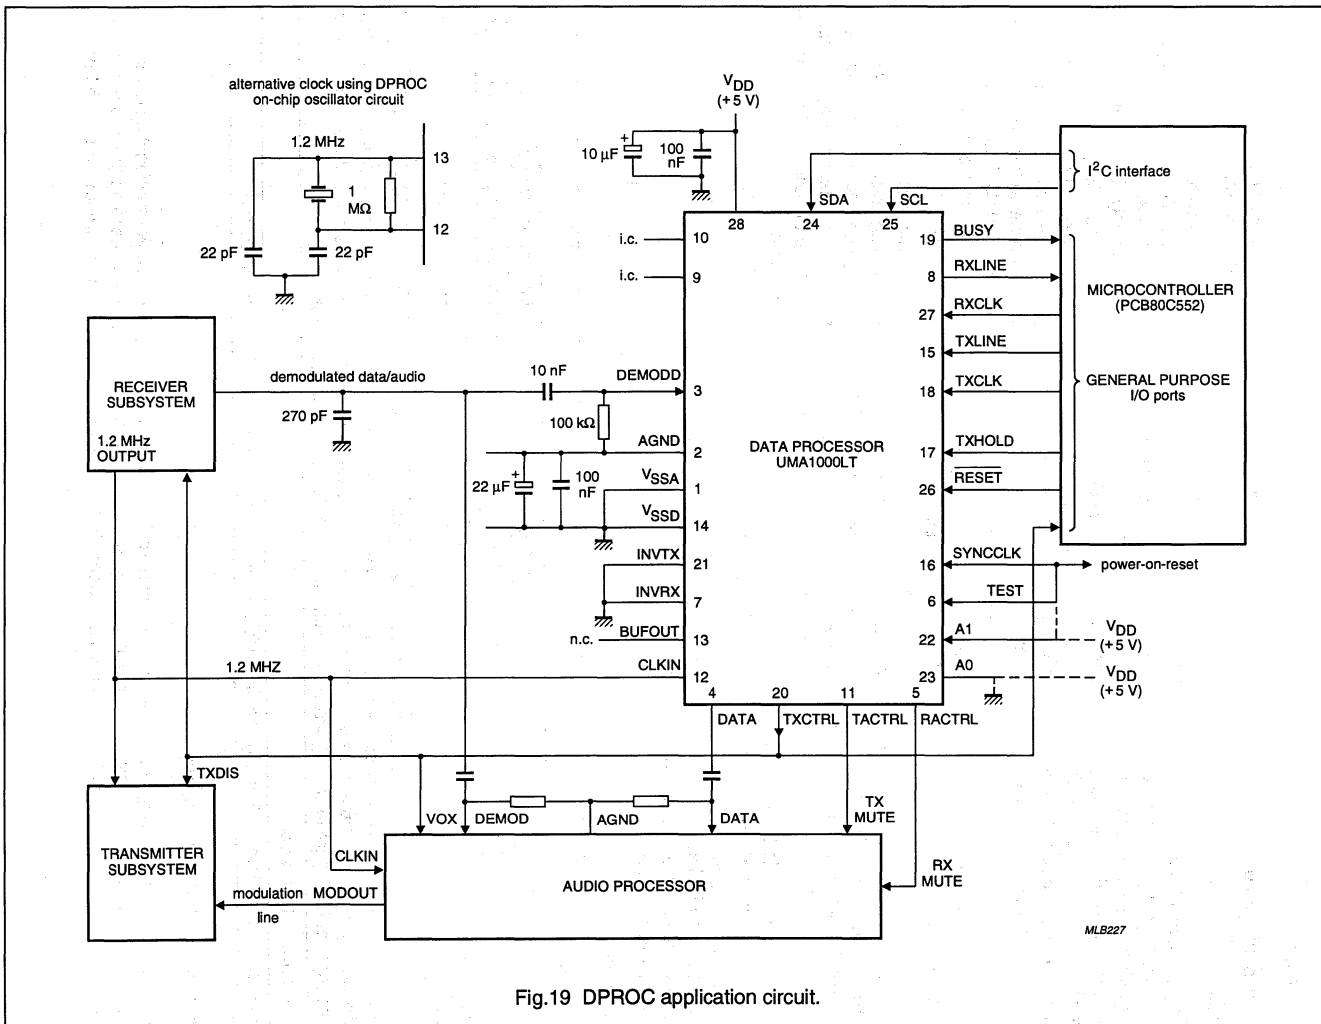 alternative clock using DPROC
on-chip oscillator circuit
1.2 MHz
13
1
MΩ
12
22 pF
22 pF
VDD
(+ 5 V)
10 µF
+
100
nF
SDA
SCL
I²C interface
28
24
25
i.c.
10
i.c.
9
19
BUSY
8
RXLINE
27
RXCLK
15
TXLINE
18
TXCLK
17
TXHOLD
26
RESET
MICROCONTROLLER
(PCB80C552)
GENERAL PURPOSE
I/O ports
RECEIVER
SUBSYSTEM
1.2 MHz
OUTPUT
demodulated data/audio
270 pF
10 nF
DEMODD
3
100 kΩ
AGND
2
22 µF
+
100
nF
VSSA
1
VSSD
14
INVTX
21
INVRX
7
n.c.
BUFOUT
13
1.2 MHZ
CLKIN
12
DATA PROCESSOR
UMA1000LT
16
SYNCCLK
power-on-reset
6
TEST
22
A1
VDD
(+ 5 V)
23
A0
VDD
(+ 5 V)
4
20
11
5
DATA
TXCTRL
TACTRL
RACTRL
TXDIS
VOX
DEMOD
AGND
DATA
TX
MUTE
TRANSMITTER
SUBSYSTEM
CLKIN
modulation
line
MODOUT
AUDIO PROCESSOR
RX
MUTE
MLB227
Fig.19 DPROC application circuit.